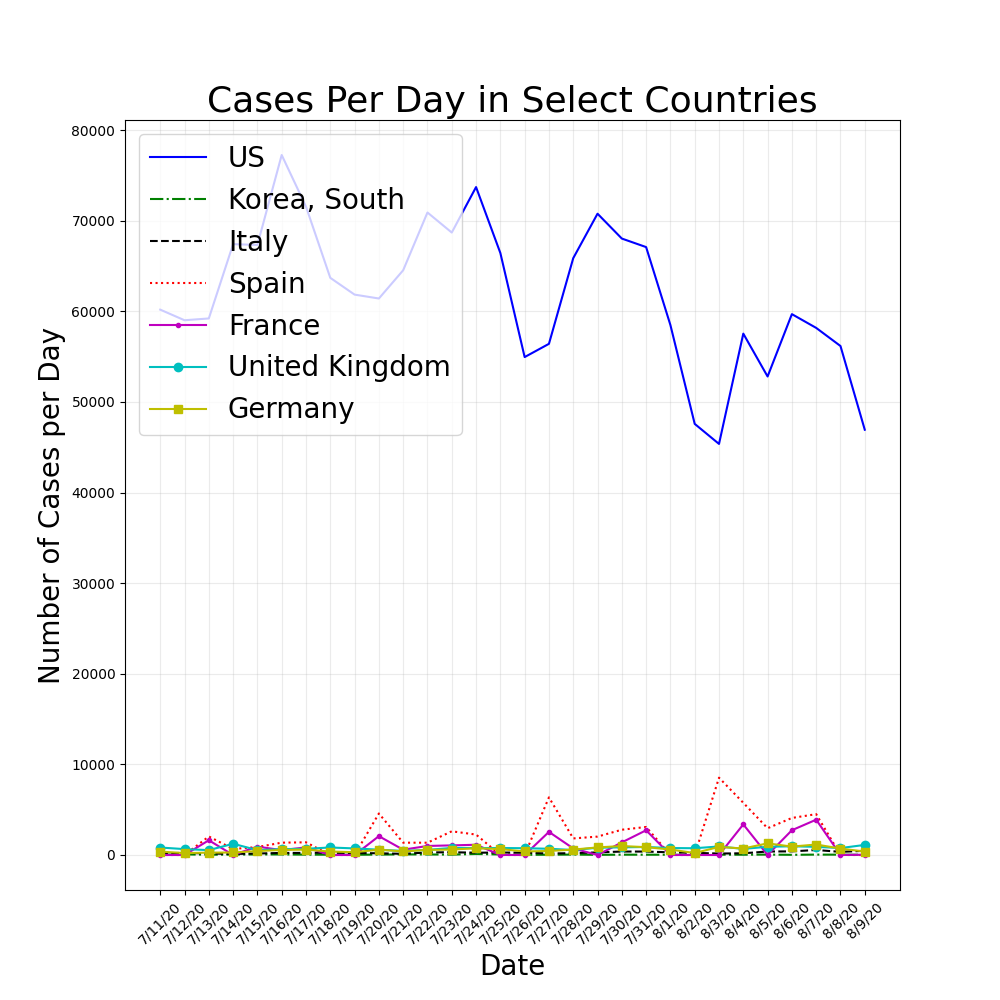 Cases Per Day in Select Countries
80000
70000
60000
50000
40000
30000
20000
10000
0
Number of Cases per Day
US
Korea, South
Italy
Spain
France
United Kingdom
Germany
7/11/20 7/12/20 7/13/20 7/14/20 7/15/20 7/16/20 7/17/20 7/18/20 7/19/20 7/20/20 7/21/20 7/22/20 7/23/20 7/24/20 7/25/20 7/26/20 7/27/20 7/28/20 7/29/20 7/30/20 7/31/20 8/1/20 8/2/20 8/3/20 8/4/20 8/5/20 8/6/20 8/7/20 8/8/20 8/9/20
Date